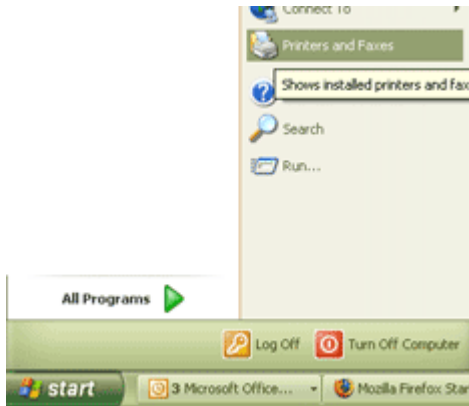 Connect To
Printers and Faxes
Shows installed printers and fax
Search
Run...
All Programs
Log Off
Turn Off Computer
start
3 Microsoft Office...
Mozilla Firefox Star